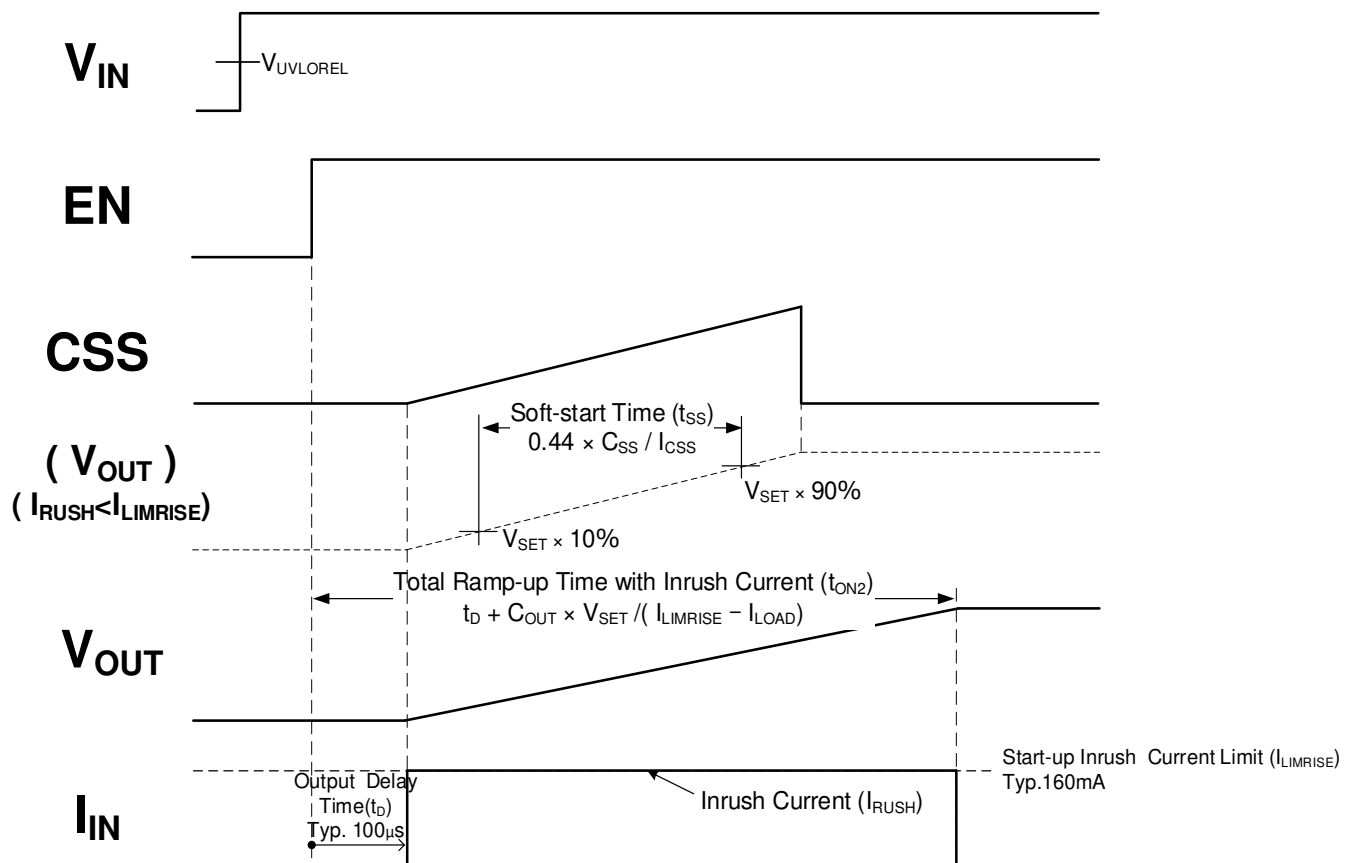 VIN
VUVLOREL
EN
CSS
Soft-start Time (tSS)
0.44 × CSS / ICSS
( VOUT )
( IRUSH<ILIMRISE)
VSET × 90%
VSET × 10%
Total Ramp-up Time with Inrush Current (tON2)
tD + COUT × VSET /( ILIMRISE − ILOAD)
VOUT
Start-up Inrush Current Limit (ILIMRISE)
Typ.160mA
Output Delay
Time(tD)
Typ. 100µs
Inrush Current (IRUSH)
IIN